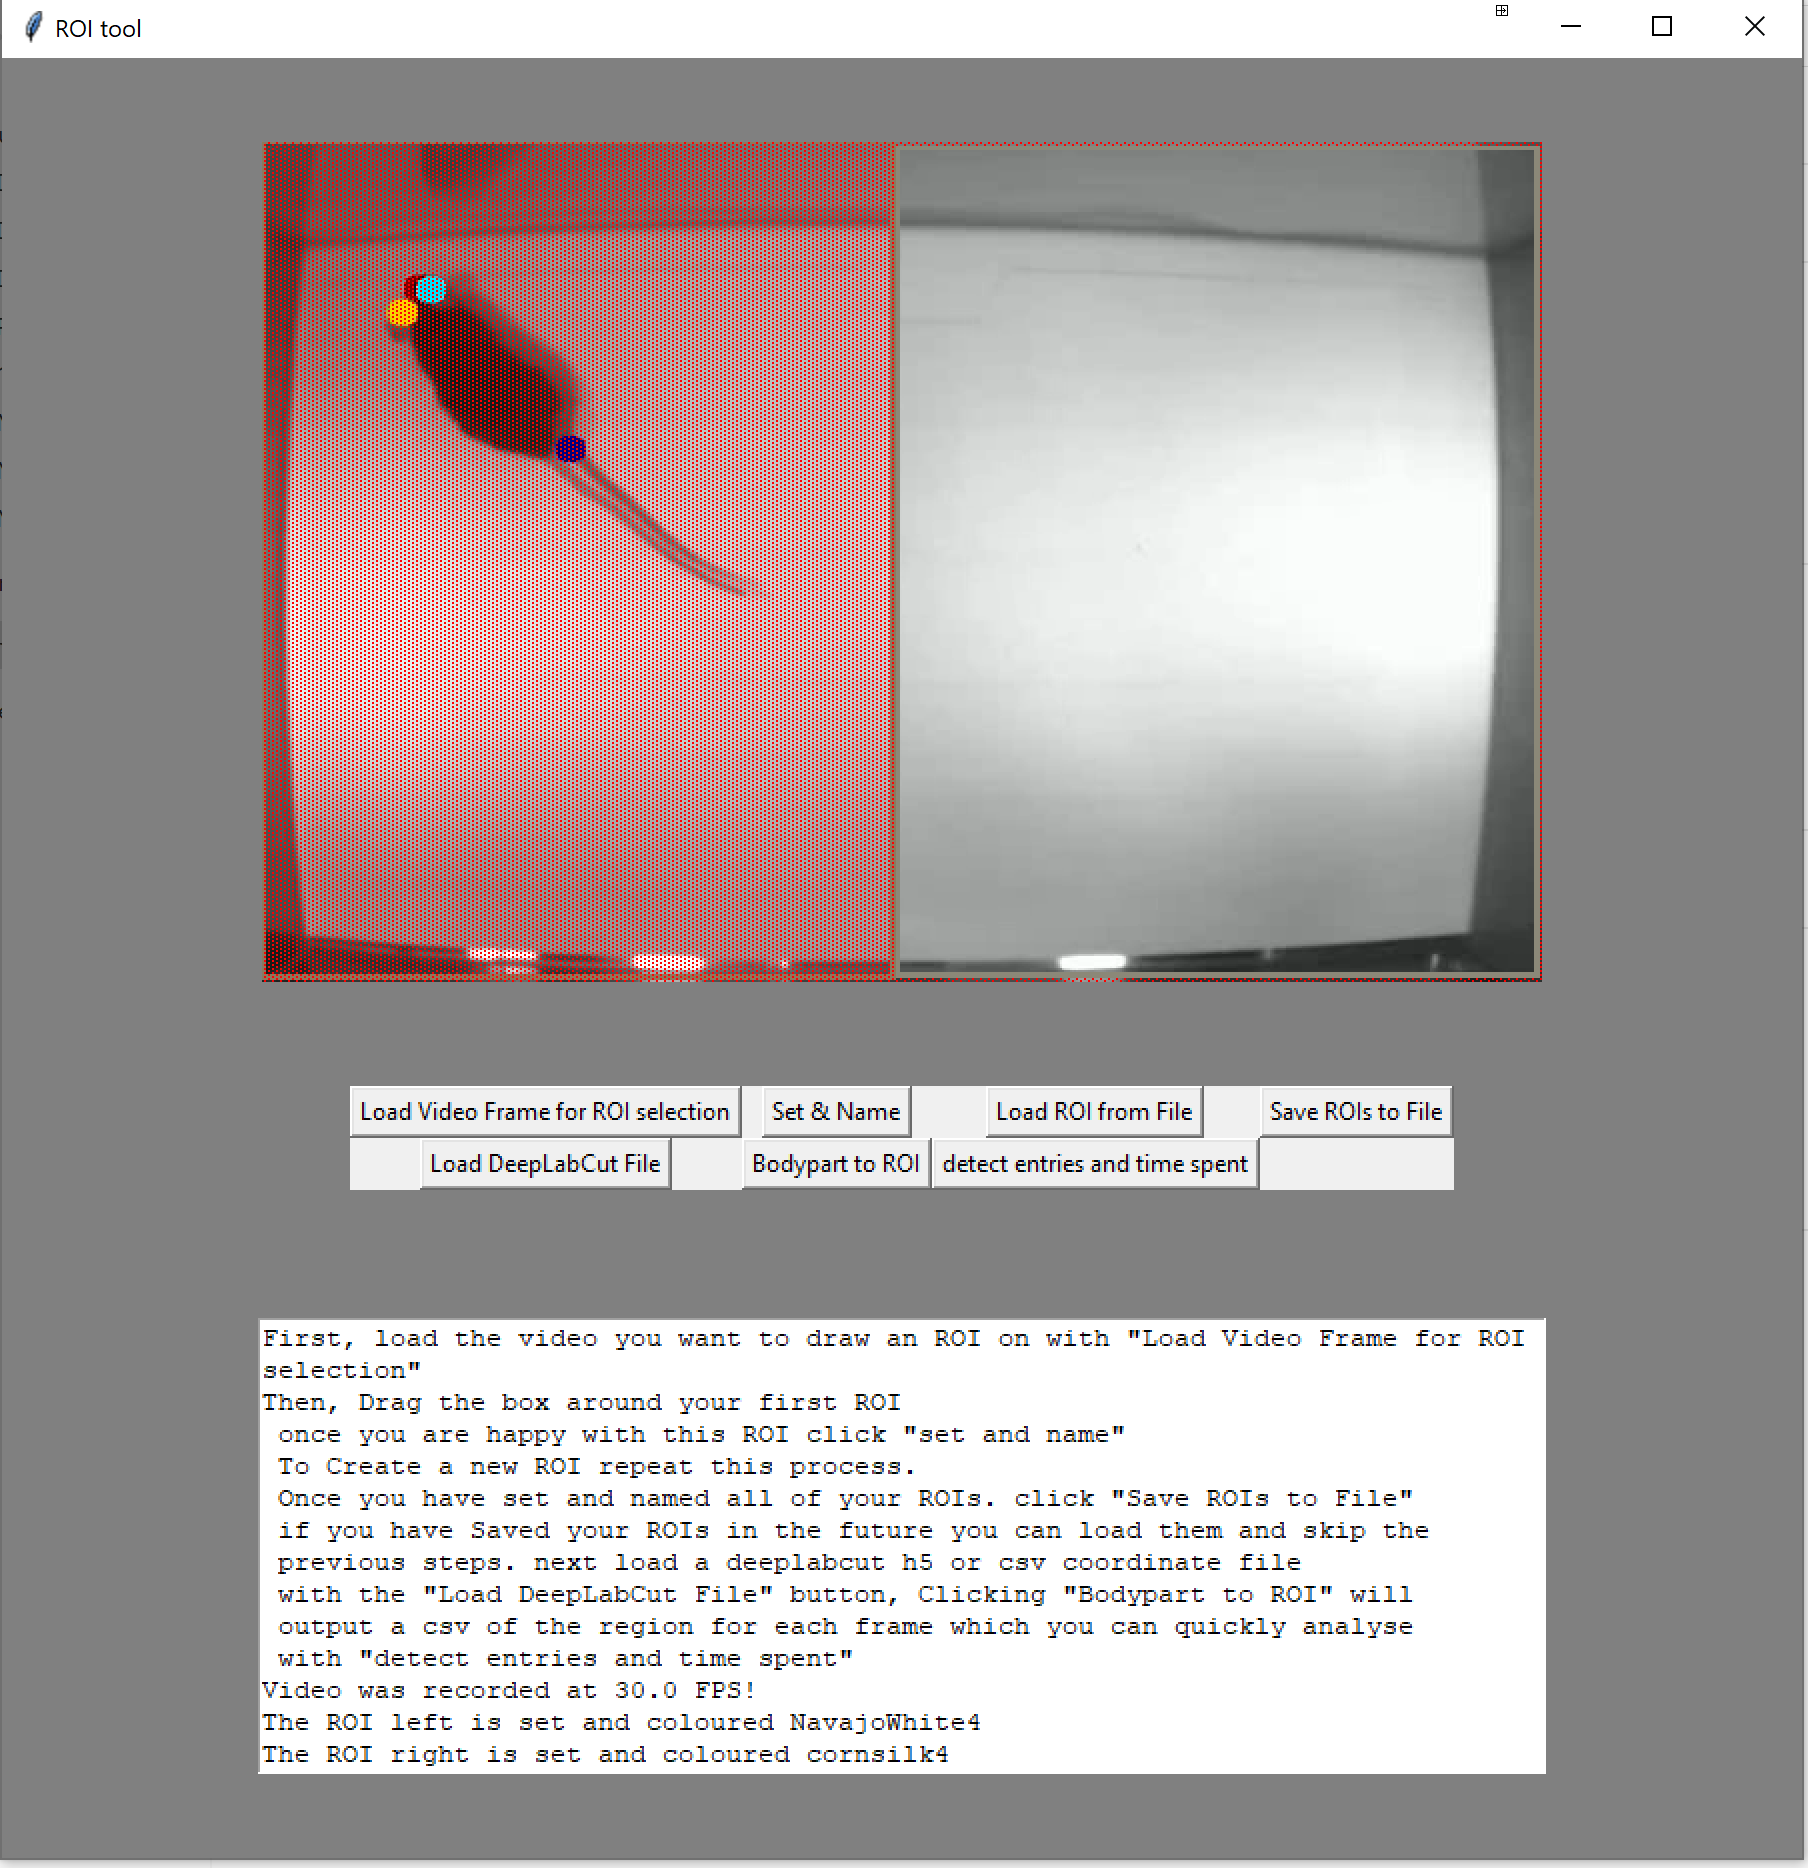 ROI tool
Load Video Frame for ROI selection
Set & Name
Load ROI from File
Save ROIs to File
Load DeepLabCut File
Bodypart to ROI
detect entries and time spent
First, load the video you want to draw an ROI on with "Load Video Frame for ROI
selection"
Then, Drag the box around your first ROI
once you are happy with this ROI click "set and name"
To Create a new ROI repeat this process.
Once you have set and named all of your ROIs. click "Save ROIs to File"
if you have Saved your ROIs in the future you can load them and skip the
previous steps. next load a deeplabcut h5 or csv coordinate file
with the "Load DeepLabCut File" button, Clicking "Bodypart to ROI" will
output a csv of the region for each frame which you can quickly analyse
with "detect entries and time spent"
Video was recorded at 30.0 FPS!
The ROI left is set and coloured NavajoWhite4
The ROI right is set and coloured cornsilk4